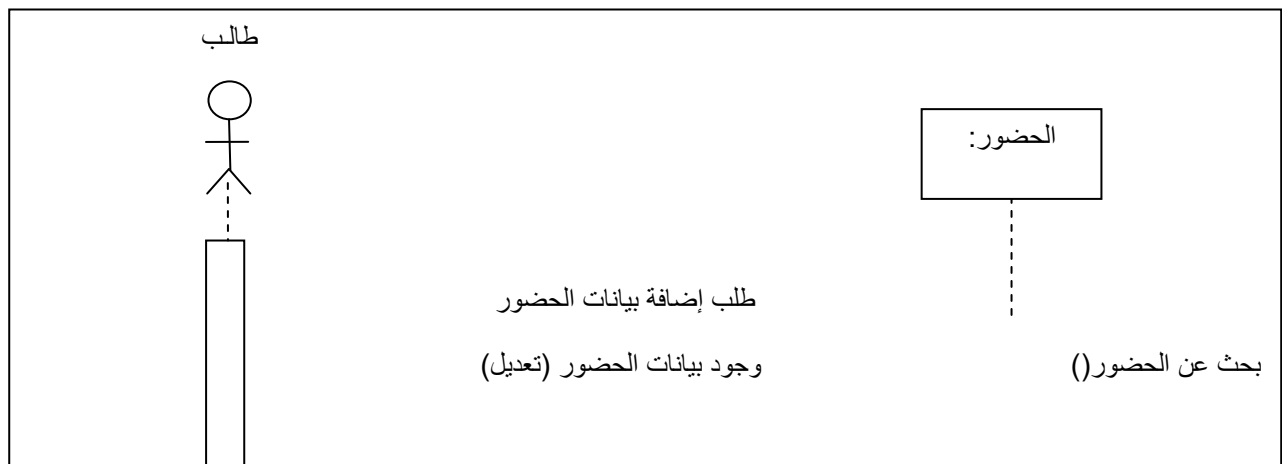 طالب
الحضور:
طلب إضافة بيانات الحضور
وجود بيانات الحضور (تعديل)
بحث عن الحضور()